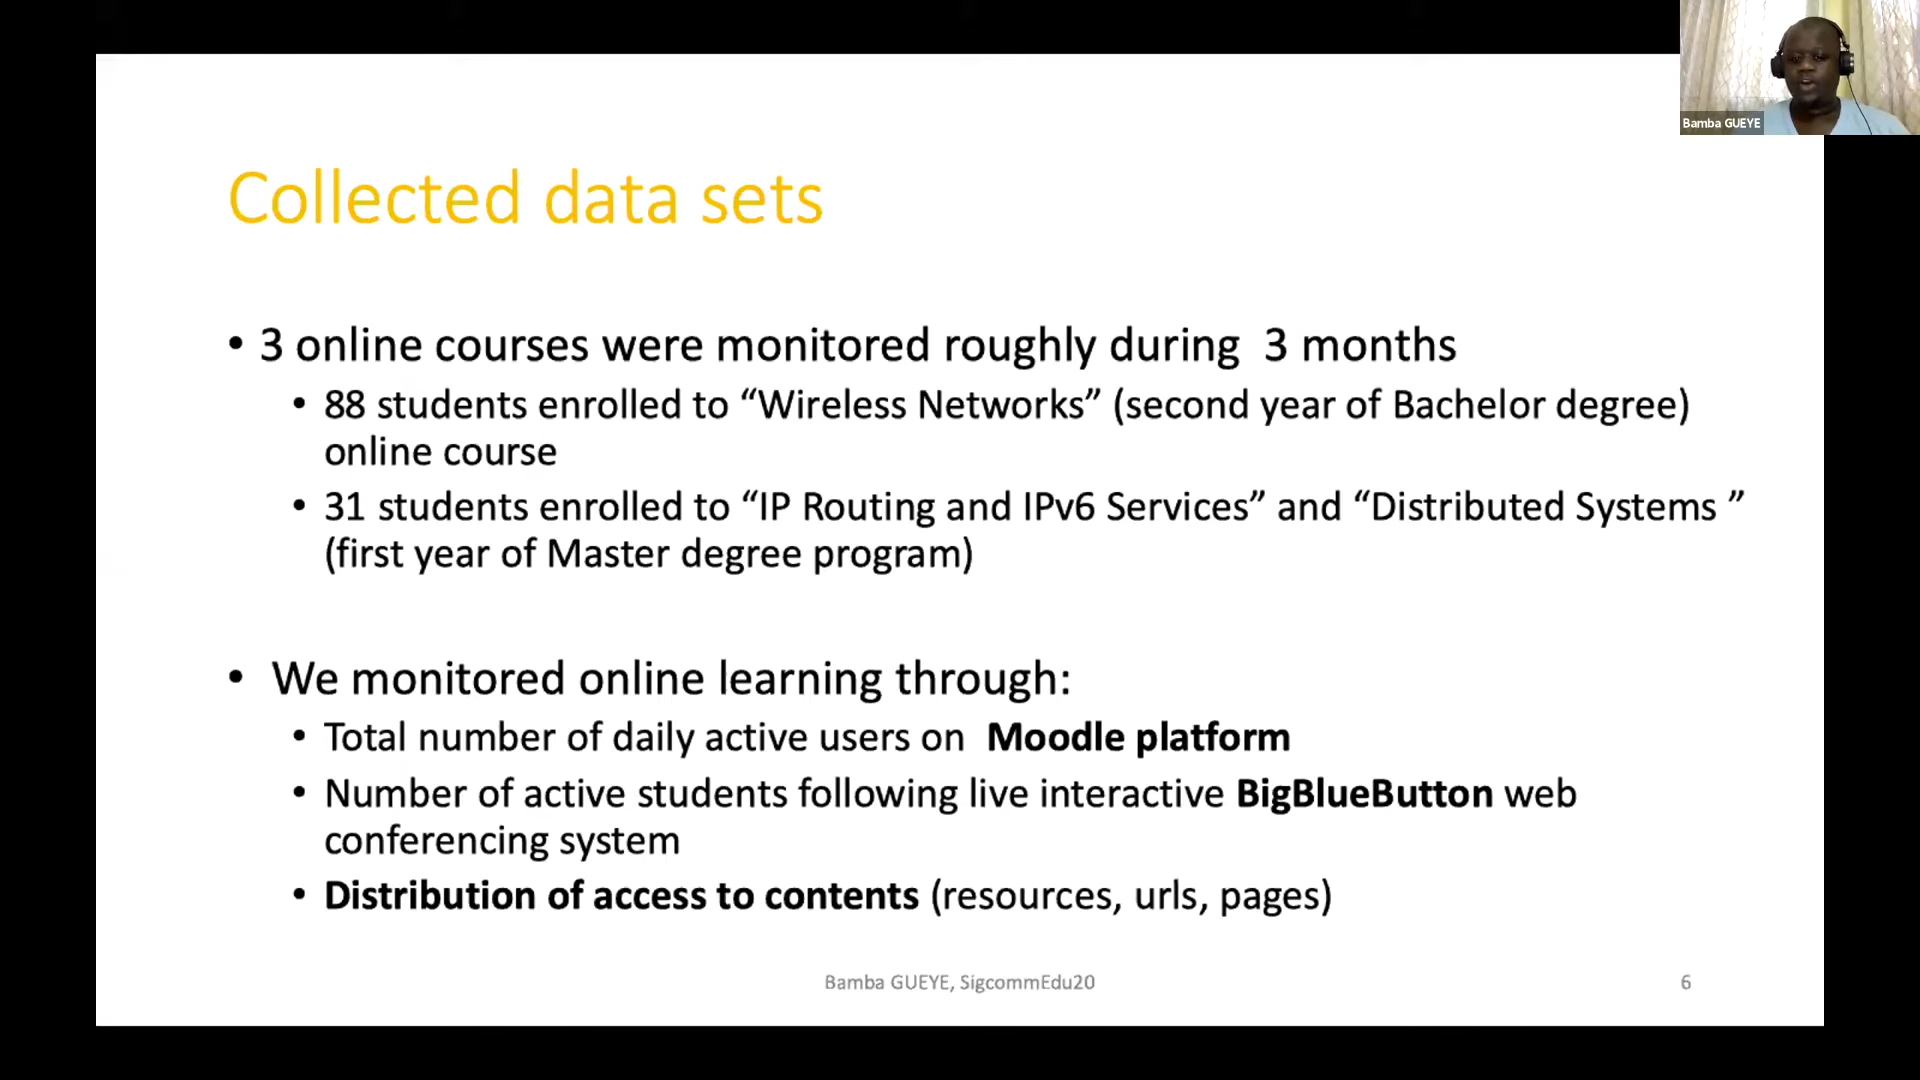 Bamba GUEYE
Collected data sets
• 3 online courses were monitored roughly during  3 months
• 88 students enrolled to “Wireless Networks” (second year of Bachelor degree)
online course
• 31 students enrolled to “IP Routing and IPv6 Services” and “Distributed Systems ”
(first year of Master degree program)
• We monitored online learning through:
• Total number of daily active users on  Moodle platform
• Number of active students following live interactive BigBlueButton web
conferencing system
• Distribution of access to contents (resources, urls, pages)
Bamba GUEYE, SigcommEdu20
6